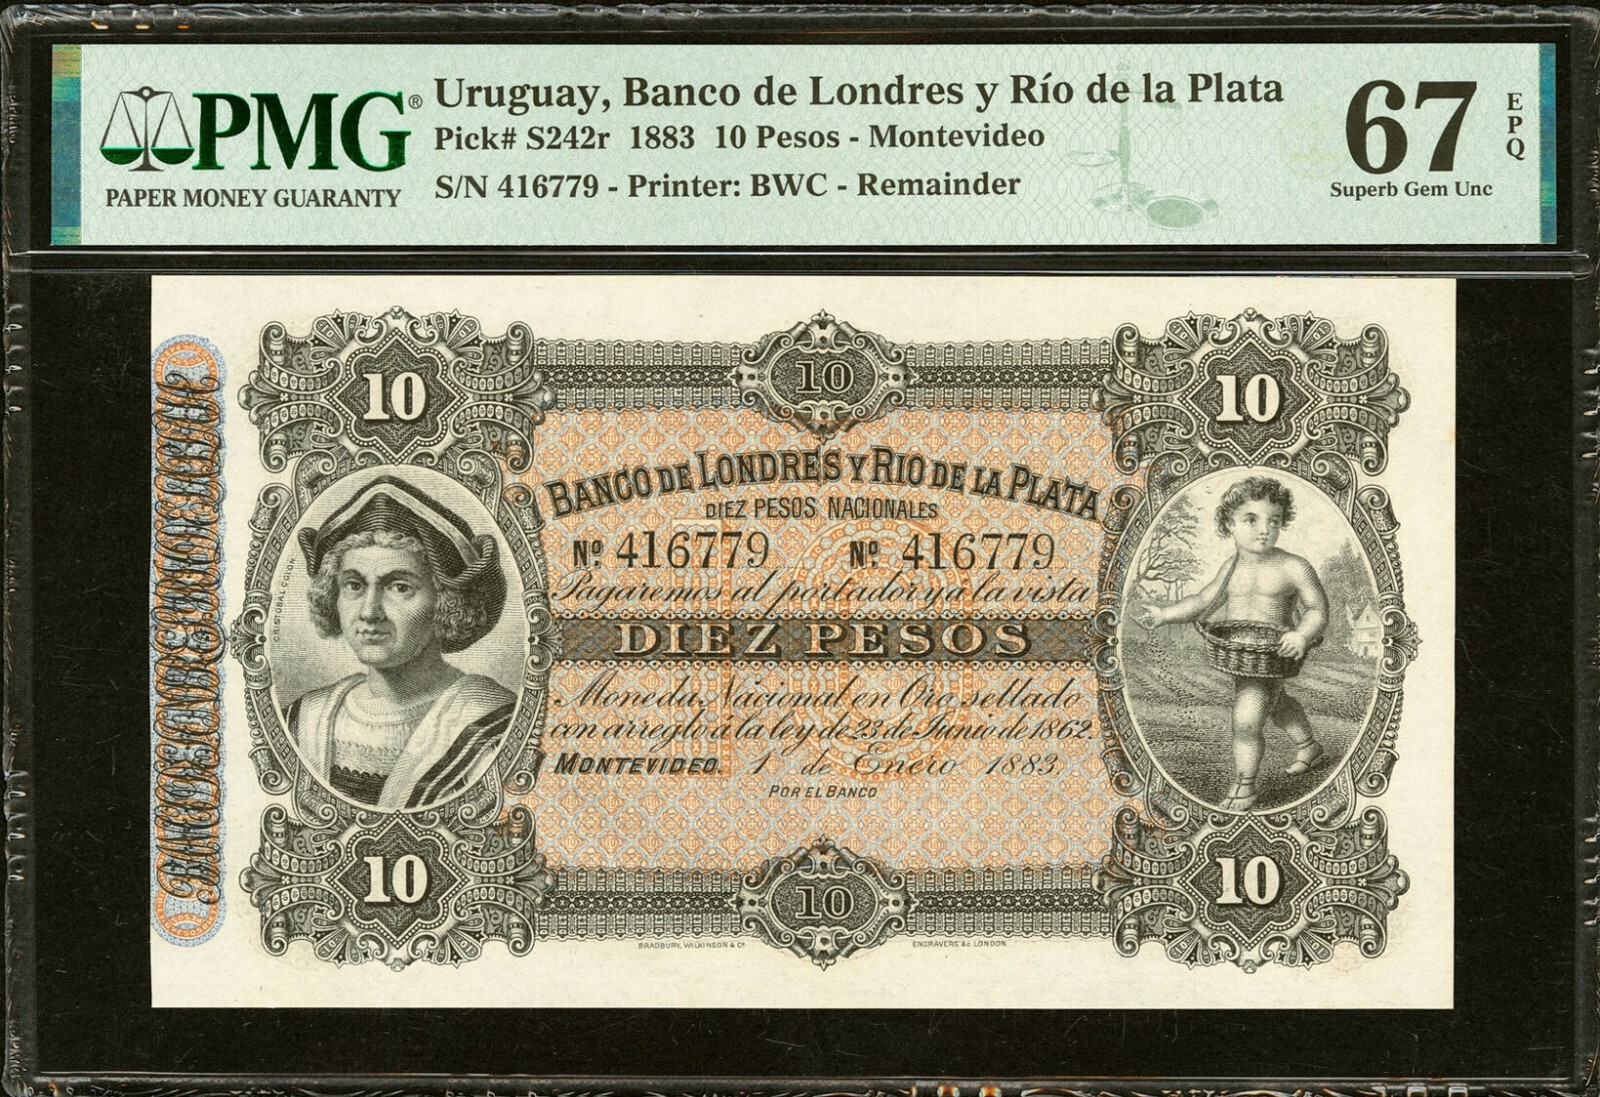 PMG®
PAPER MONEY GUARANTY
Uruguay, Banco de Londres y Río de la Plata
Pick# S242r 1883 10 Pesos - Montevideo
S/N 416779 - Printer: BWC - Remainder
67
EPQ
Superb Gem Unc
10
10
10
BANCO DE LONDRES Y RIO DE LA PLATA
DIEZ PESOS NACIONALES
Nº 416779 Nº 416779
Pagaremos al portador y a la vista
DIEZ PESOS
Moneda Nacional en Oro sellado
con arreglo á la ley de 23 de Junio de 1862.
MONTEVIDEO. 1º de Enero 1883.
POR EL BANCO
CRISTOBAL COLON
10
10
10
BRADBURY, WILKINSON & Cº
ENGRAVERS &c. LONDON